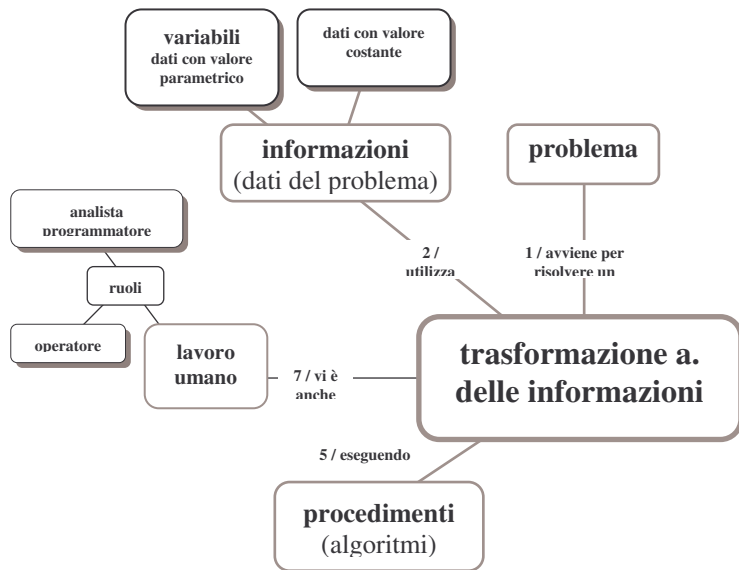 variabili
dati con valore
parametrico
dati con valore
costante
informazioni
(dati del problema)
problema
analista
programmatore
ruoli
operatore
2 /
utilizza
1 / avviene per
risolvere un
lavoro
umano
7 / vi è
anche
trasformazione a.
delle informazioni
5 / eseguendo
procedimenti
(algoritmi)